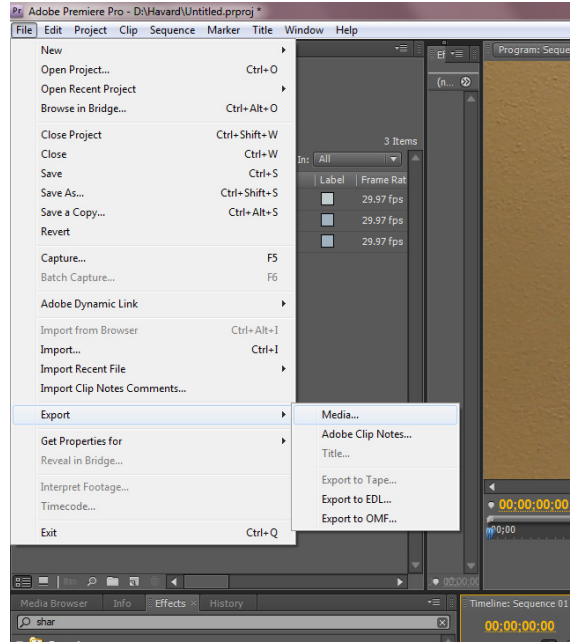 Pr Adobe Premiere Pro - D:\Havard\Untitled.prproj *
File Edit Project Clip Sequence Marker Title Window Help
New
Open Project... Ctrl+O
Open Recent Project
Browse in Bridge... Ctrl+Alt+O
Close Project Ctrl+Shift+W
Close Ctrl+W
Save Ctrl+S
Save As... Ctrl+Shift+S
Save a Copy... Ctrl+Alt+S
Revert
Capture... F5
Batch Capture... F6
Adobe Dynamic Link
Import from Browser Ctrl+Alt+I
Import... Ctrl+I
Import Recent File
Import Clip Notes Comments...
Export
Get Properties for
Reveal in Bridge...
Interpret Footage...
Timecode...
Exit Ctrl+Q
Media...
Adobe Clip Notes...
Title...
Export to Tape...
Export to EDL...
Export to OMF...
3 Items
In: All
Label Frame Rat
29.97 fps
29.97 fps
29.97 fps
Ef
(n...
Program: Seque
00;00;00;00
00;00
00;00;00
Media Browser Info Effects × History
shar
Timeline: Sequence 01
00;00;00;00